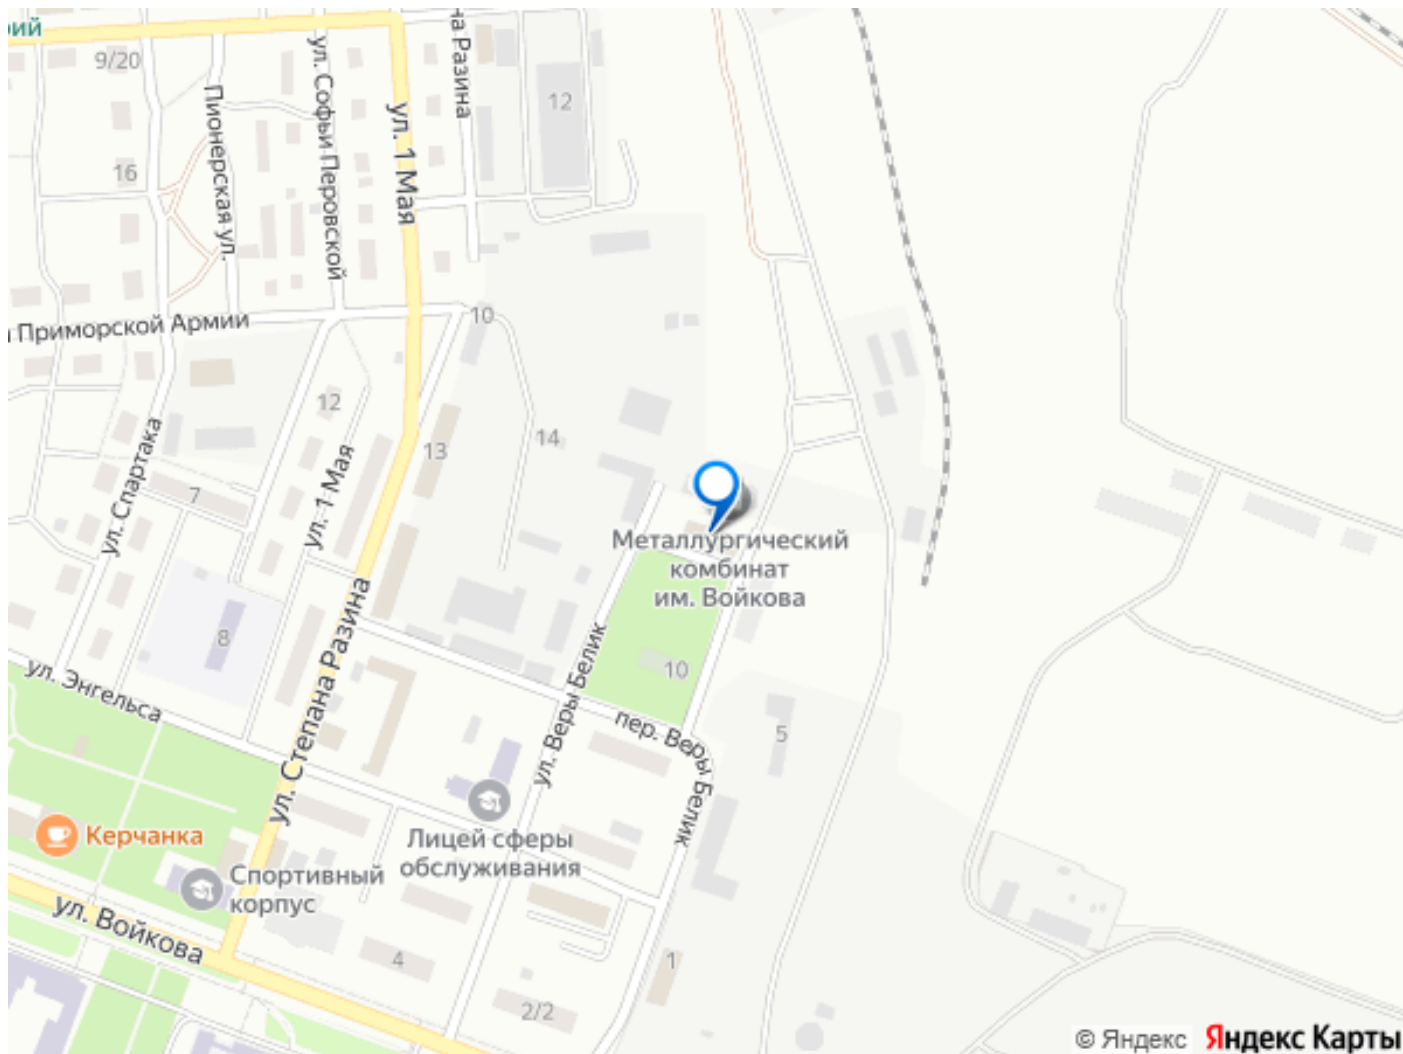 рий
9/20
ул. Софьи Перовской
на Разина
12
ул. 1 Мая
Пионерская ул.
16
Приморской Армии
10
12
14
13
ул. Спартака
7
ул. 1 Мая
Металлургический
комбинат
им. Войкова
8
ул. Степана Разина
ул. Веры Белик
10
ул. Энгельса
пер. Веры Белик
5
Керчанка
Лицей сферы
обслуживания
Спортивный
корпус
ул. Войкова
4
1
2/2
© Яндекс Яндекс Карты